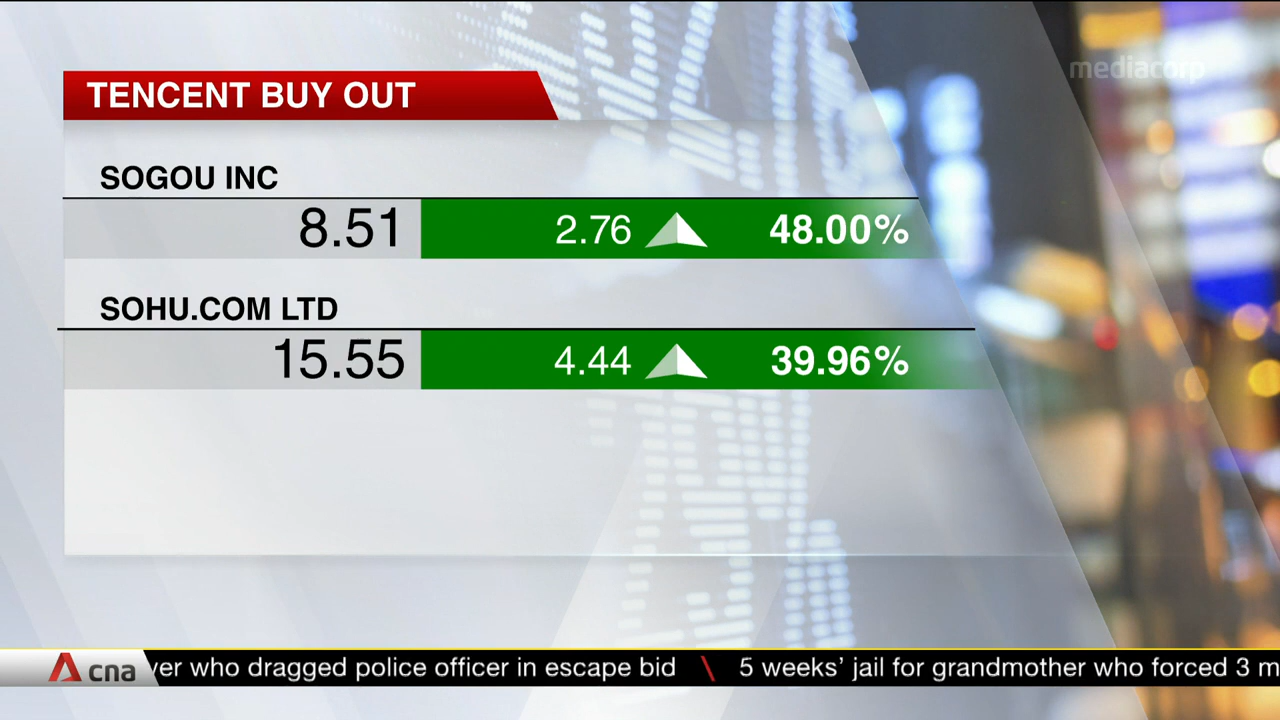 mediacorp
TENCENT BUY OUT
SOGOU INC
8.51 2.76 48.00%
SOHU.COM LTD
15.55 4.44 39.96%
cna
who dragged police officer in escape bid \ 5 weeks' jail for grandmother who forced 3